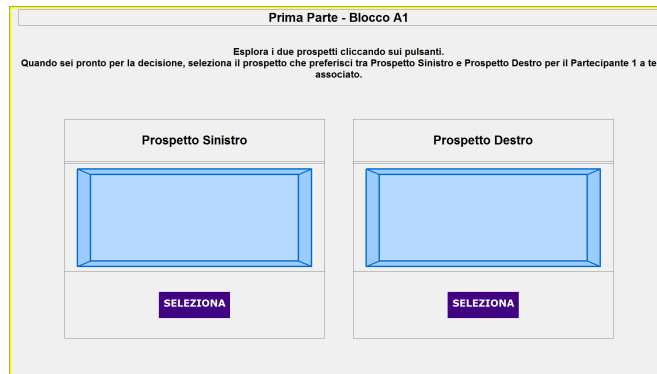 Prima Parte - Blocco A1
Esplora i due prospetti cliccando sui pulsanti.
Quando sei pronto per la decisione, seleziona il prospetto che preferisci tra Prospetto Sinistro e Prospetto Destro per il Partecipante 1 a te
associato.
Prospetto Sinistro
Prospetto Destro
SELEZIONA
SELEZIONA